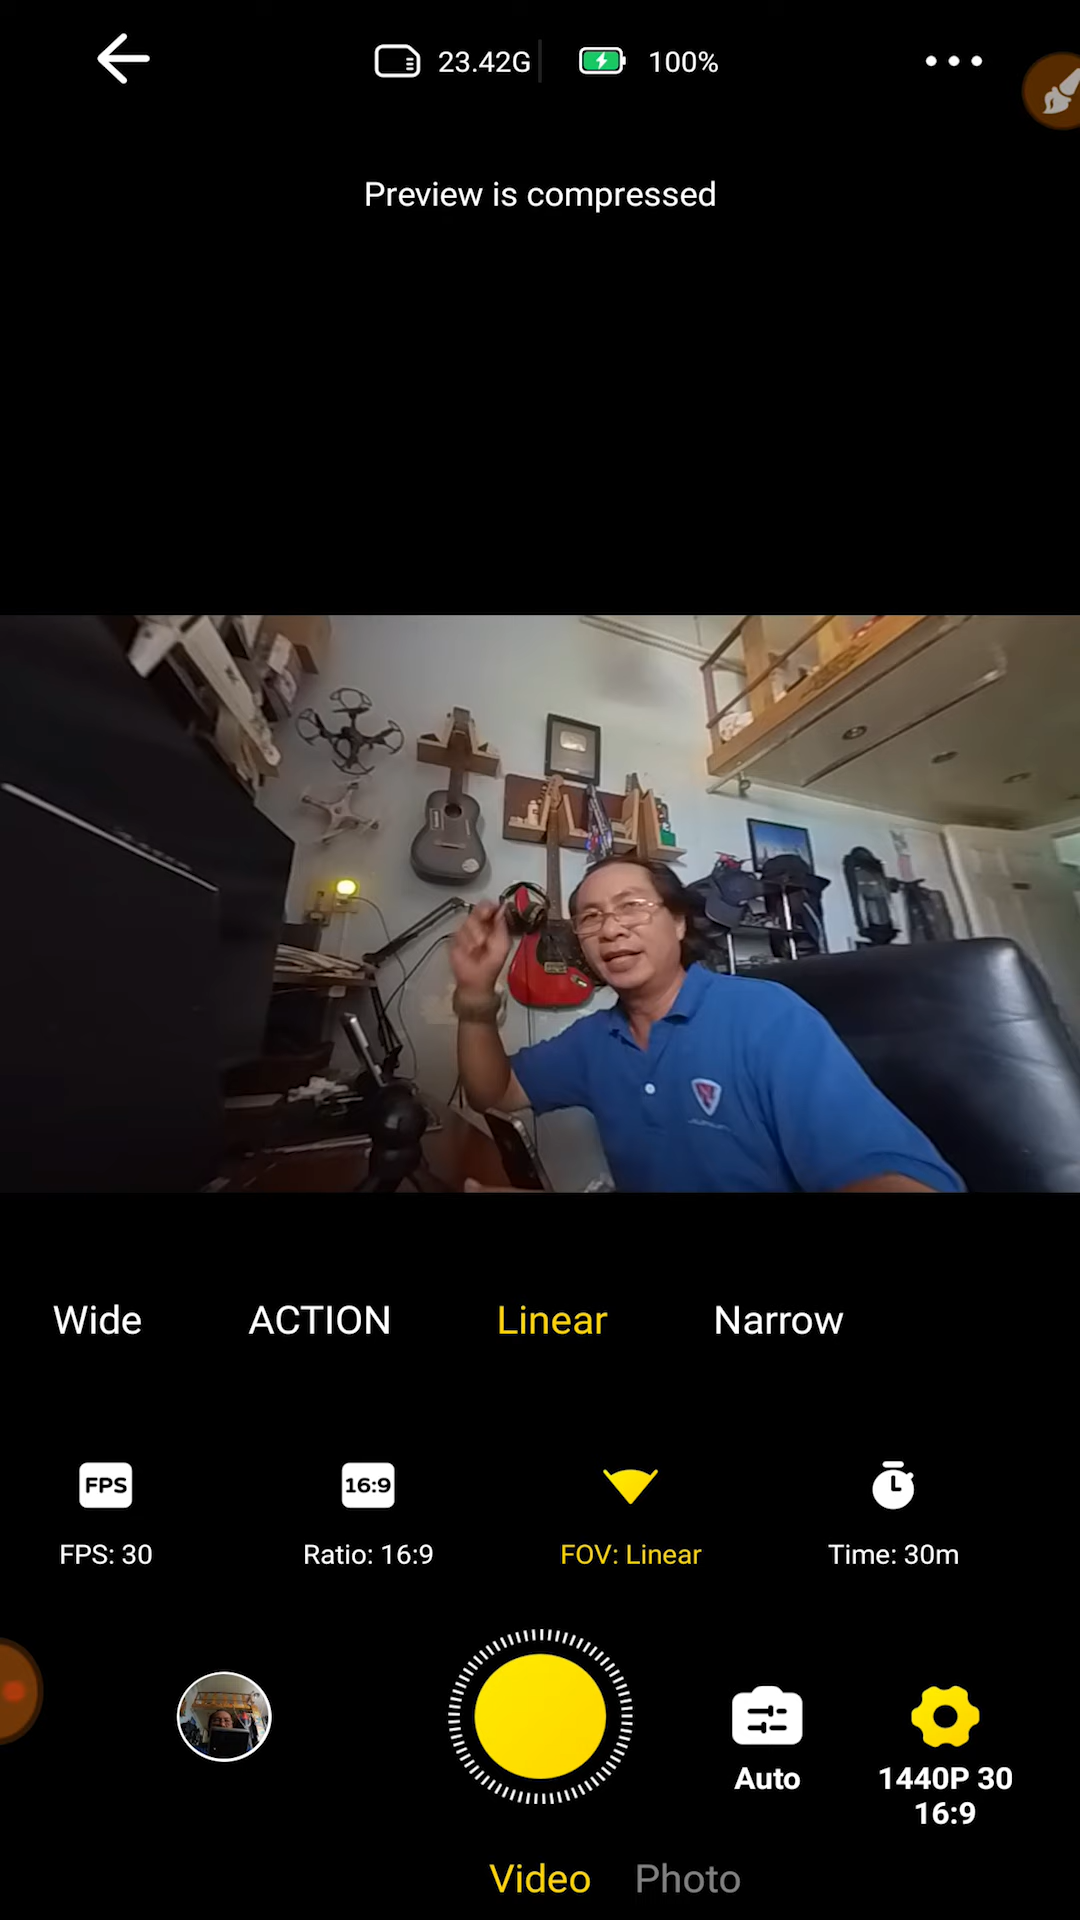 23.42G
100%
Preview is compressed
Wide
ACTION
Linear
Narrow
FPS
16:9
FPS: 30
Ratio: 16:9
FOV: Linear
Time: 30m
Auto
1440P 30
16:9
Video
Photo